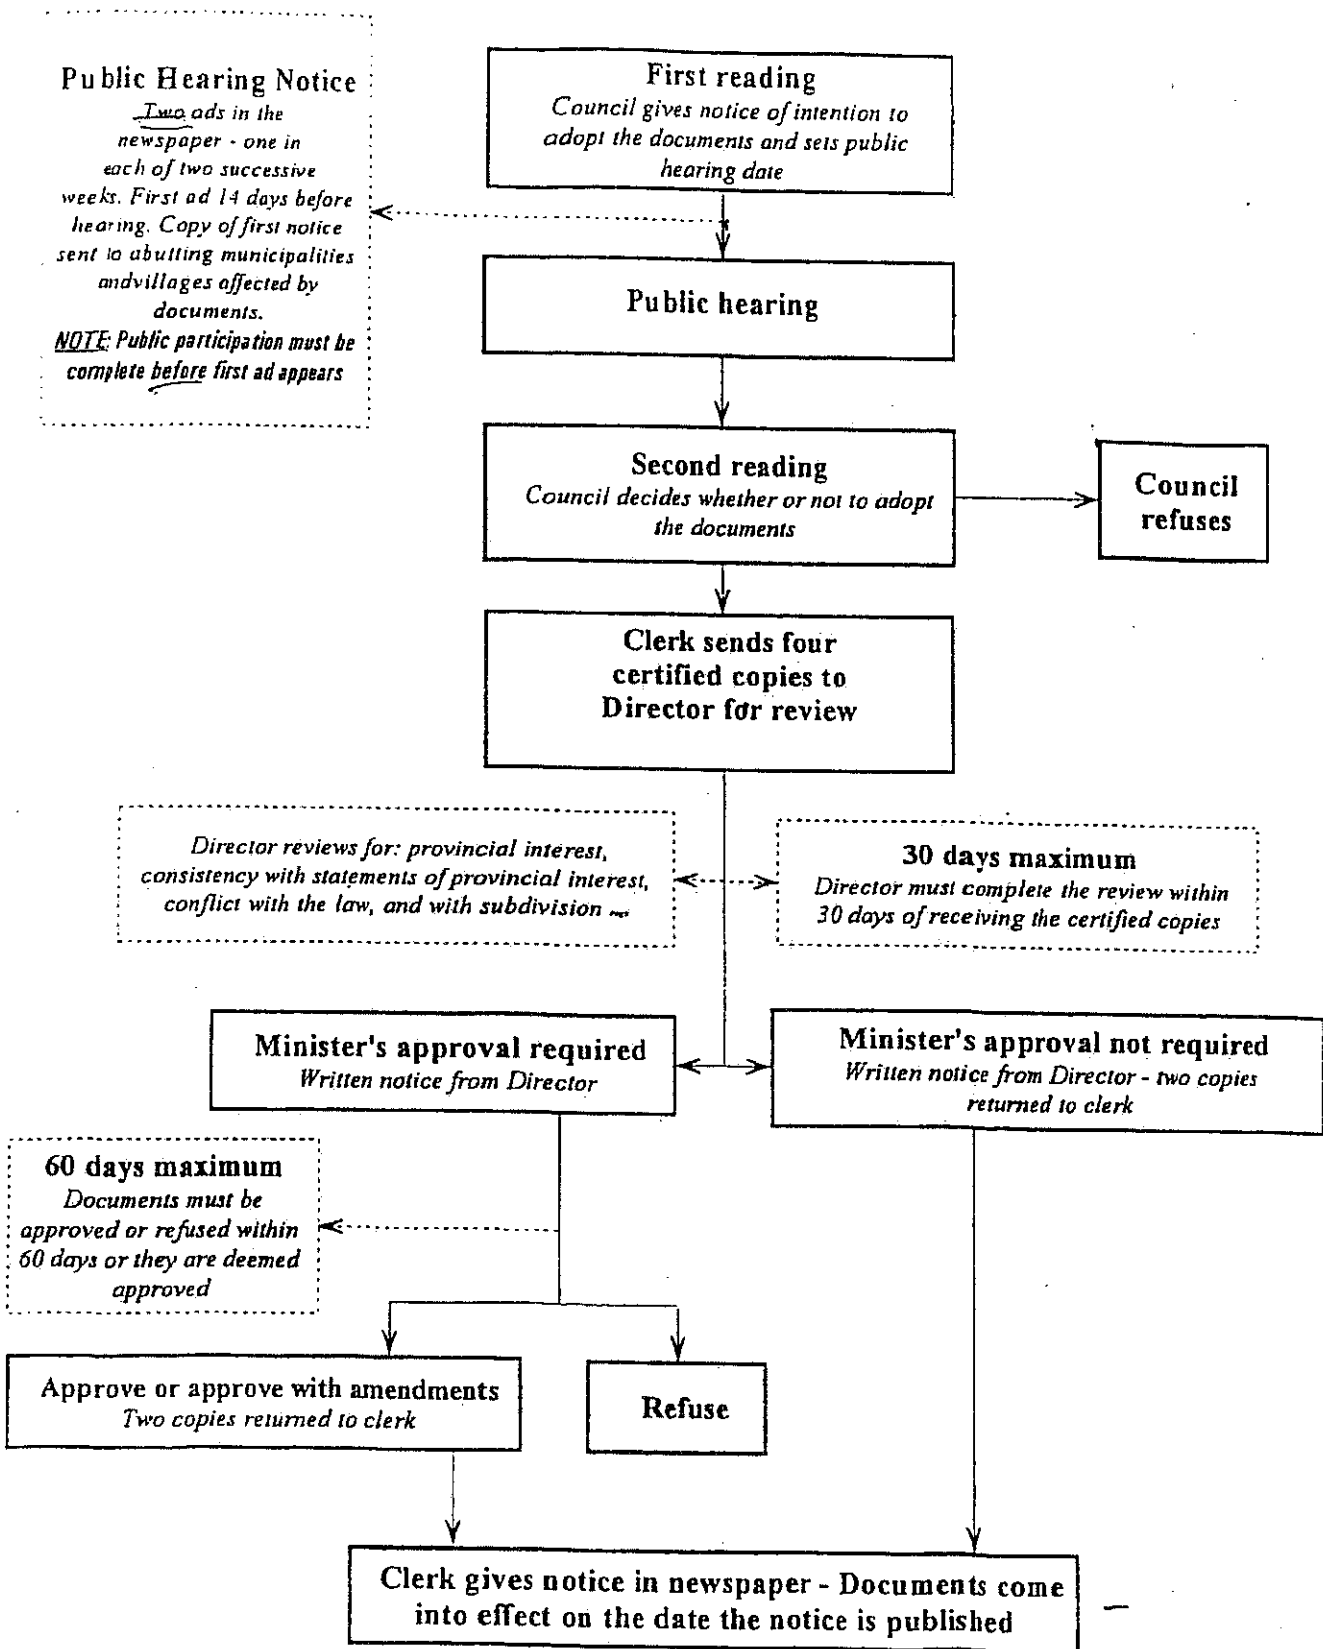 Public Hearing Notice
Two ads in the
newspaper - one in
each of two successive
weeks. First ad 14 days before
hearing. Copy of first notice
sent to abutting municipalities
andvillages affected by
documents.
NOTE: Public participation must be
complete before first ad appears
First reading
Council gives notice of intention to
adopt the documents and sets public
hearing date
Public hearing
Second reading
Council decides whether or not to adopt
the documents
Council
refuses
Clerk sends four
certified copies to
Director for review
Director reviews for: provincial interest,
consistency with statements of provincial interest,
conflict with the law, and with subdivision
30 days maximum
Director must complete the review within
30 days of receiving the certified copies
Minister's approval required
Written notice from Director
Minister's approval not required
Written notice from Director - two copies
returned to clerk
60 days maximum
Documents must be
approved or refused within
60 days or they are deemed
approved
Approve or approve with amendments
Two copies returned to clerk
Refuse
Clerk gives notice in newspaper - Documents come
into effect on the date the notice is published